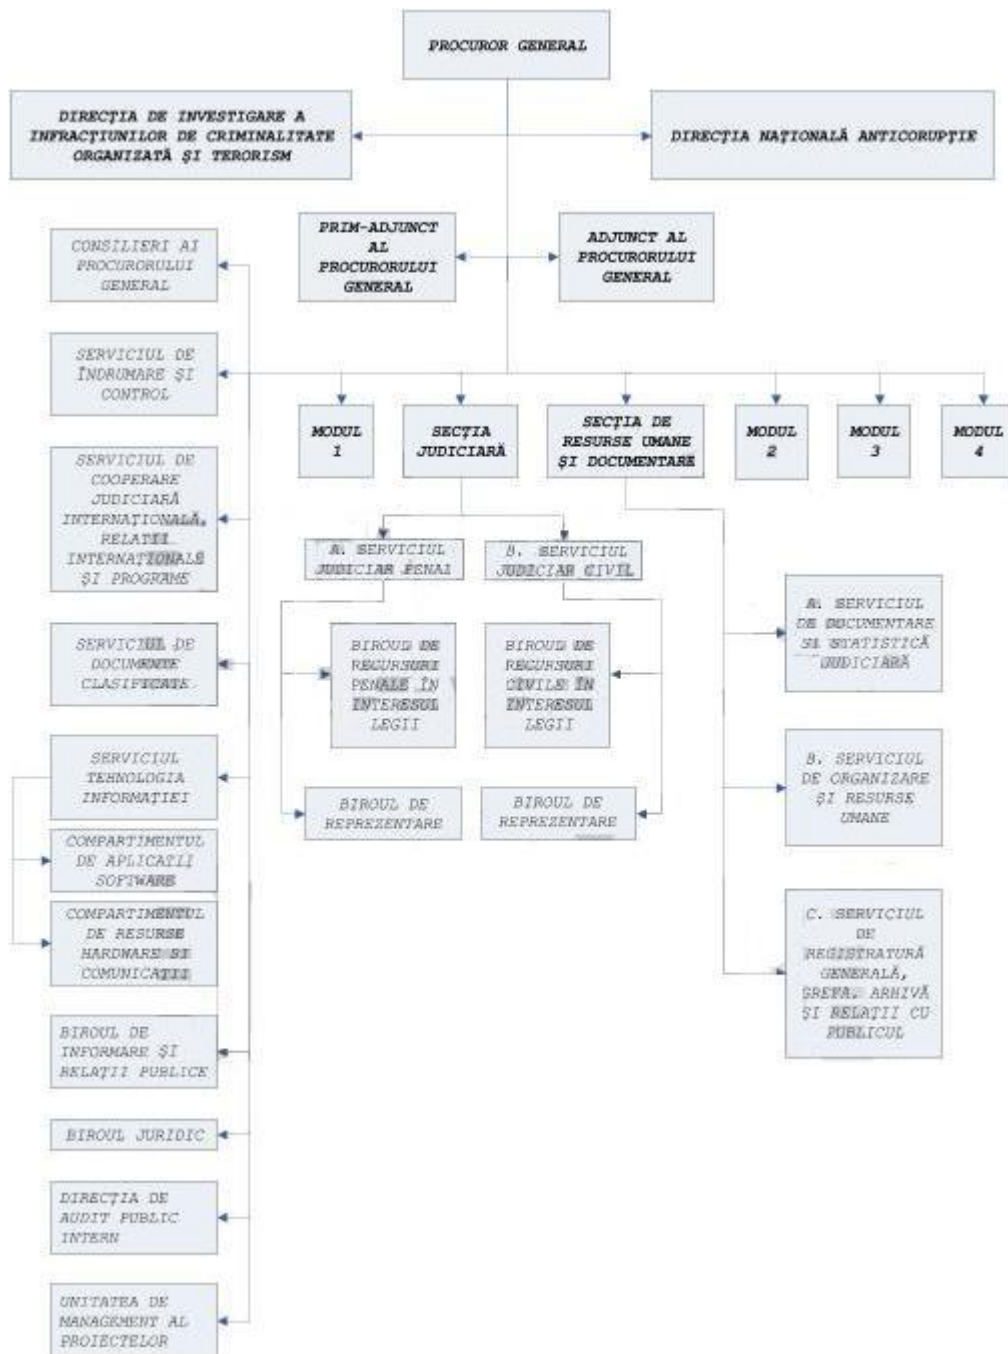 PROCUROR GENERAL
DIRECȚIA DE INVESTIGARE A
INFRACȚIUNILOR DE CRIMINALITATE
ORGANIZATĂ ȘI TERORISM
DIRECȚIA NAȚIONALĂ ANTICORUPȚIE
PRIM-ADJUNCT
AL
PROCURORULUI
GENERAL
ADJUNCT AL
PROCURORULUI
GENERAL
CONSILIERI AI
PROCURORULUI
GENERAL
SERVICIUL DE
ÎNDRUMARE ȘI
CONTROL
SERVICIUL DE
COOPERARE
JUDICIARĂ
INTERNAȚIONALĂ,
RELAȚII
INTERNAȚIONALE
ȘI PROGRAME
SERVICIUL DE
DOCUMENTE
CLASIFICATE
SERVICIUL
TEHNOLOGIA
INFORMAȚIEI
COMPARTIMENTUL
DE APLICAȚII
SOFTWARE
COMPARTIMENTUL
DE RESURSE
HARDWARE SI
COMUNICAȚII
BIROUL DE
INFORMARE ȘI
RELAȚII PUBLICE
BIROUL JURIDIC
DIRECȚIA DE
AUDIT PUBLIC
INTERN
UNITATEA DE
MANAGEMENT AL
PROIECTELOR
MODUL
1
SECȚIA
JUDICIARĂ
SECȚIA DE
RESURSE UMANE
ȘI DOCUMENTARE
MODUL
2
MODUL
3
MODUL
4
A. SERVICIUL
JUDICIAR PENAL
B. SERVICIUL
JUDICIAR CIVIL
BIROUL DE
RECURSURI
PENALE ÎN
INTERESUL
LEGII
BIROUL DE
RECURSURI
CIVILE ÎN
INTERESUL
LEGII
BIROUL DE
REPREZENTARE
BIROUL DE
REPREZENTARE
A. SERVICIUL
DE DOCUMENTARE
SI STATISTICĂ
JUDICIARĂ
B. SERVICIUL
DE ORGANIZARE
ȘI RESURSE
UMANE
C. SERVICIUL
DE
REGISTRATURĂ
GENERALĂ,
GREFA, ARHIVĂ
ȘI RELAȚII CU
PUBLICUL